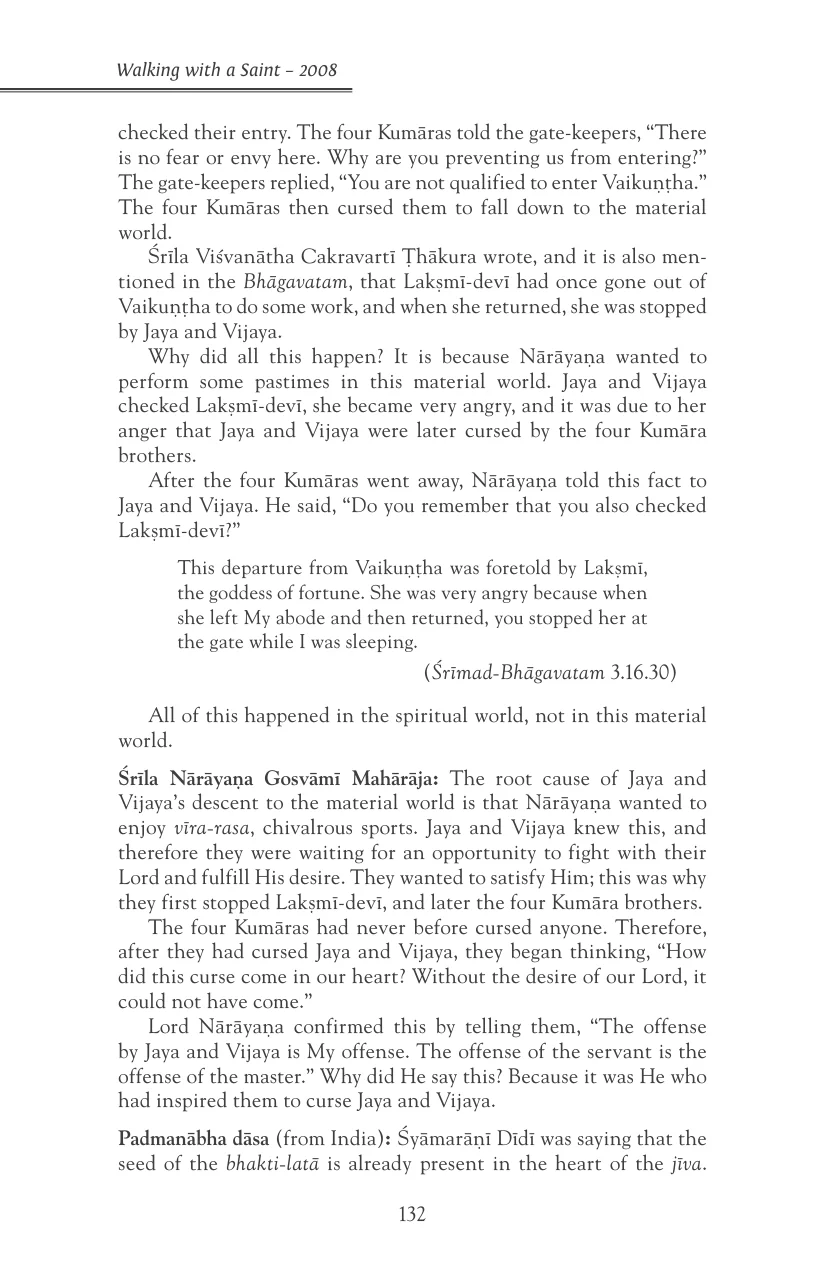 Walking with a Saint – 2008
checked their entry. The four Kumāras told the gate-keepers, “There
is no fear or envy here. Why are you preventing us from entering?”
The gate-keepers replied, “You are not qualified to enter Vaikuṇṭha.”
The four Kumāras then cursed them to fall down to the material
world.
Śrīla Viśvanātha Cakravartī Ṭhākura wrote, and it is also men-
tioned in the Bhāgavatam, that Lakṣmī-devī had once gone out of
Vaikuṇṭha to do some work, and when she returned, she was stopped
by Jaya and Vijaya.
Why did all this happen? It is because Nārāyaṇa wanted to
perform some pastimes in this material world. Jaya and Vijaya
checked Lakṣmī-devī, she became very angry, and it was due to her
anger that Jaya and Vijaya were later cursed by the four Kumāra
brothers.
After the four Kumāras went away, Nārāyaṇa told this fact to
Jaya and Vijaya. He said, “Do you remember that you also checked
Lakṣmī-devī?”
This departure from Vaikuṇṭha was foretold by Lakṣmī,
the goddess of fortune. She was very angry because when
she left My abode and then returned, you stopped her at
the gate while I was sleeping.
(Śrīmad-Bhāgavatam 3.16.30)
All of this happened in the spiritual world, not in this material
world.
Śrīla Nārāyaṇa Gosvāmī Mahārāja: The root cause of Jaya and
Vijaya’s descent to the material world is that Nārāyaṇa wanted to
enjoy vīra-rasa, chivalrous sports. Jaya and Vijaya knew this, and
therefore they were waiting for an opportunity to fight with their
Lord and fulfill His desire. They wanted to satisfy Him; this was why
they first stopped Lakṣmī-devī, and later the four Kumāra brothers.
The four Kumāras had never before cursed anyone. Therefore,
after they had cursed Jaya and Vijaya, they began thinking, “How
did this curse come in our heart? Without the desire of our Lord, it
could not have come.”
Lord Nārāyaṇa confirmed this by telling them, “The offense
by Jaya and Vijaya is My offense. The offense of the servant is the
offense of the master.” Why did He say this? Because it was He who
had inspired them to curse Jaya and Vijaya.
Padmanābha dāsa (from India): Śyāmarāṇī Dīdī was saying that the
seed of the bhakti-latā is already present in the heart of the jīva.
132